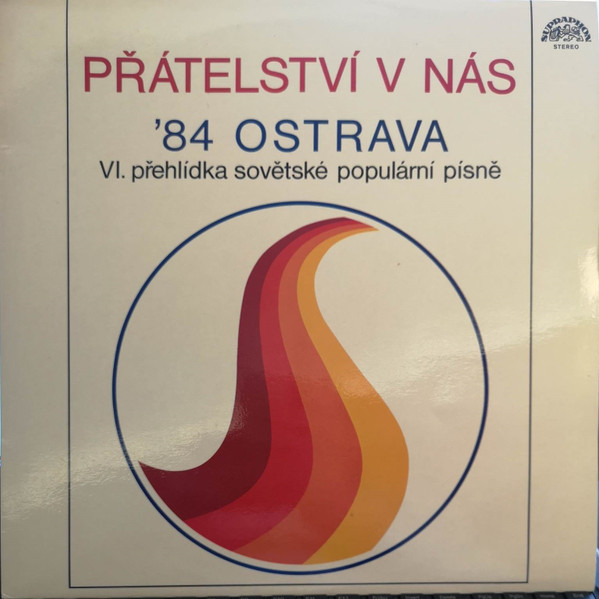 SUPRAPHON
STEREO
PŘÁTELSTVÍ V NÁS
’84 OSTRAVA
VI. přehlídka sovětské populární písně